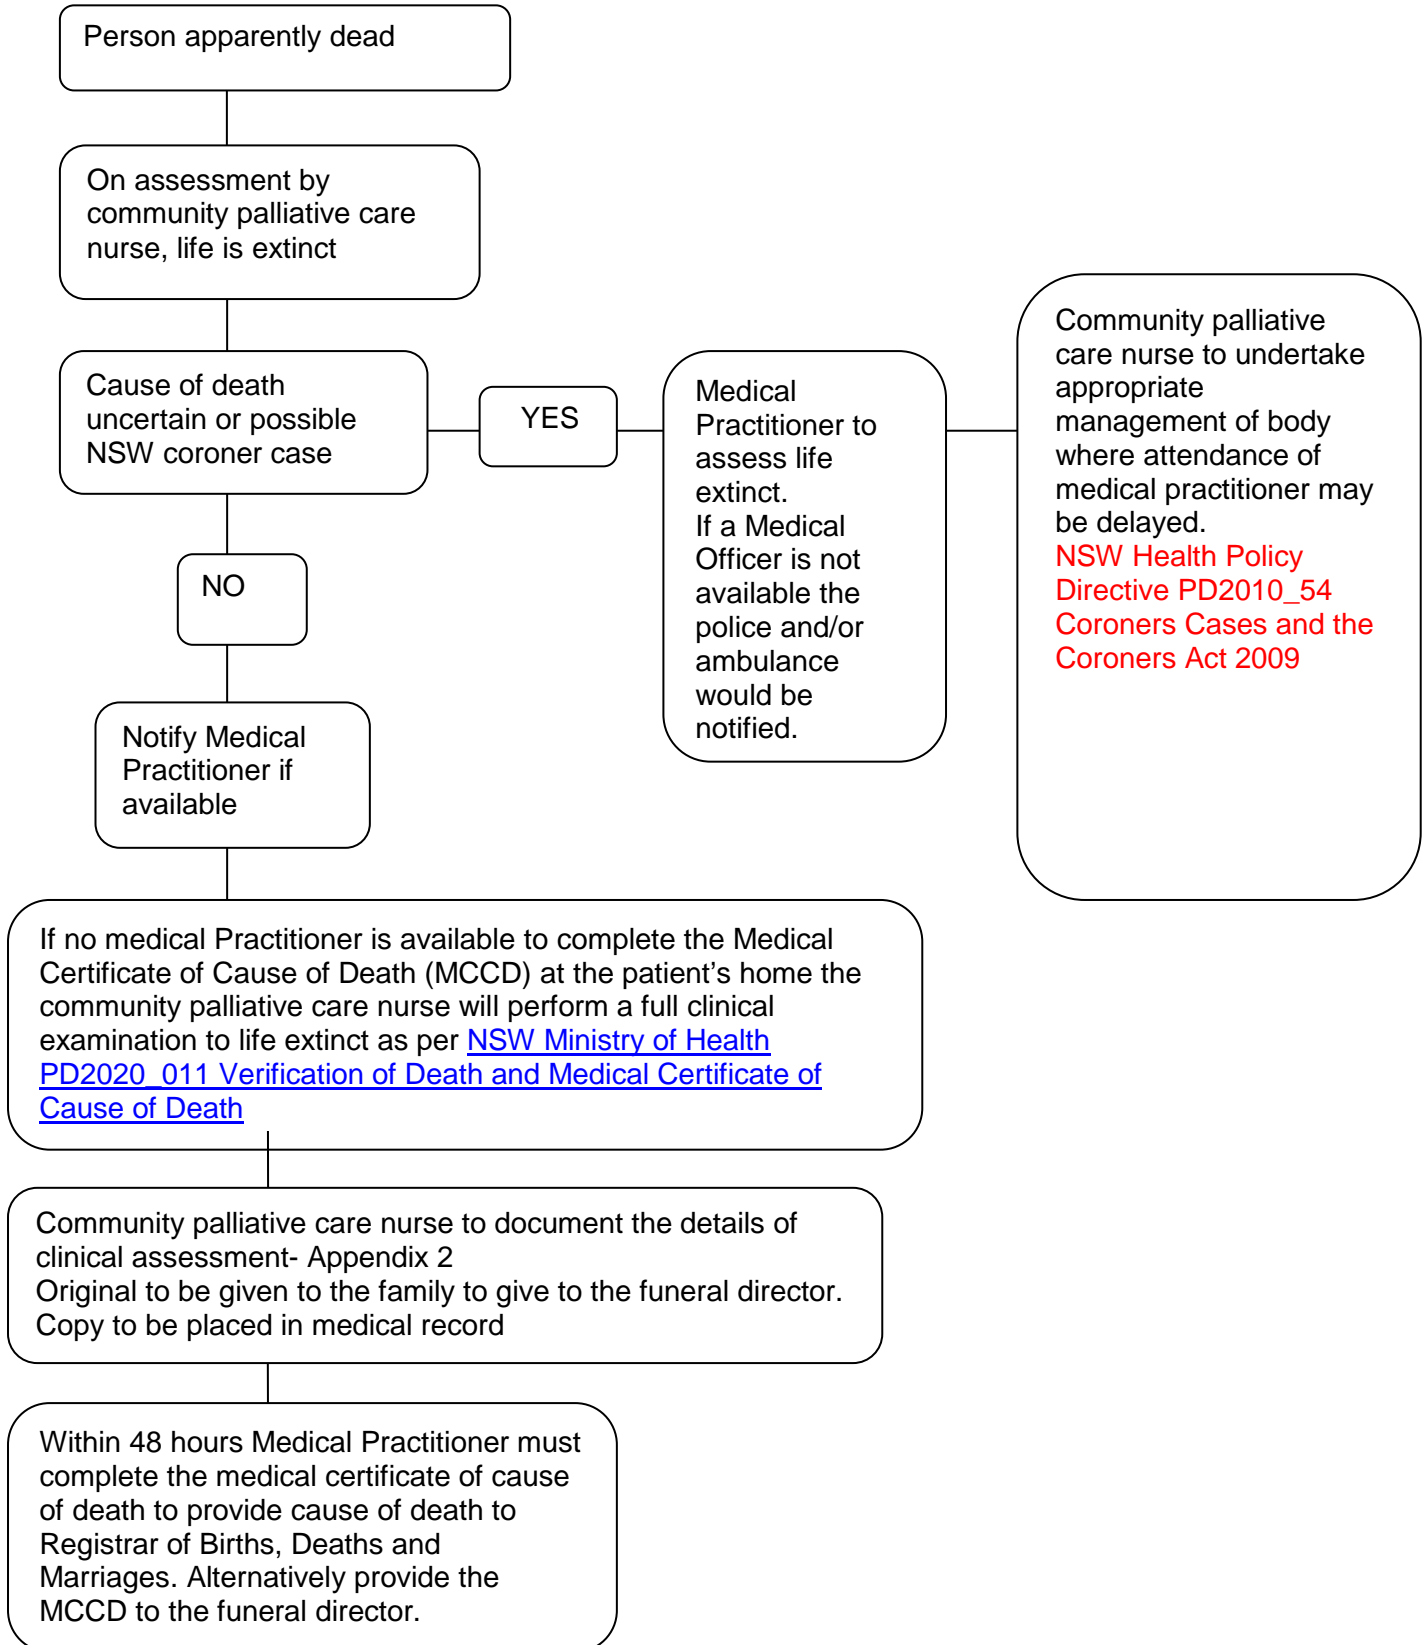 Person apparently dead
On assessment by
community palliative care
nurse, life is extinct
Cause of death
uncertain or possible
NSW coroner case
YES
Medical
Practitioner to
assess life
extinct.
If a Medical
Officer is not
available the
police and/or
ambulance
would be
notified.
Community palliative
care nurse to undertake
appropriate
management of body
where attendance of
medical practitioner may
be delayed.
NSW Health Policy
Directive PD2010_54
Coroners Cases and the
Coroners Act 2009
NO
Notify Medical
Practitioner if
available
If no medical Practitioner is available to complete the Medical
Certificate of Cause of Death (MCCD) at the patient’s home the
community palliative care nurse will perform a full clinical
examination to life extinct as per NSW Ministry of Health
PD2020_011 Verification of Death and Medical Certificate of
Cause of Death
Community palliative care nurse to document the details of
clinical assessment- Appendix 2
Original to be given to the family to give to the funeral director.
Copy to be placed in medical record
Within 48 hours Medical Practitioner must
complete the medical certificate of cause
of death to provide cause of death to
Registrar of Births, Deaths and
Marriages. Alternatively provide the
MCCD to the funeral director.